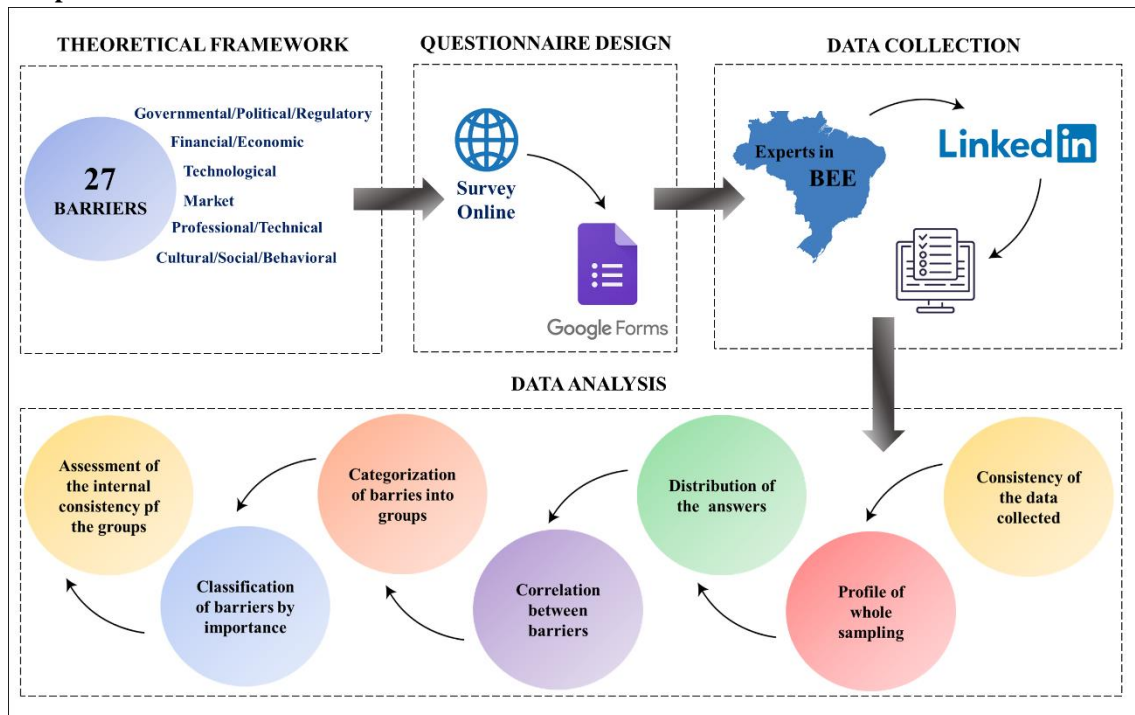 THEORETICAL FRAMEWORK
27
BARRIERS
Governmental/Political/Regulatory
Financial/Economic
Technological
Market
Professional/Technical
Cultural/Social/Behavioral
QUESTIONNAIRE DESIGN
Survey
Online
Google Forms
DATA COLLECTION
Experts in
BEE
Linkedin
DATA ANALYSIS
Consistency of
the data
collected
Profile of
whole
sampling
Distribution of
the answers
Correlation
between
barriers
Categorization
of barries into
groups
Classification
of barriers by
importance
Assessment of
the internal
consistency pf
the groups